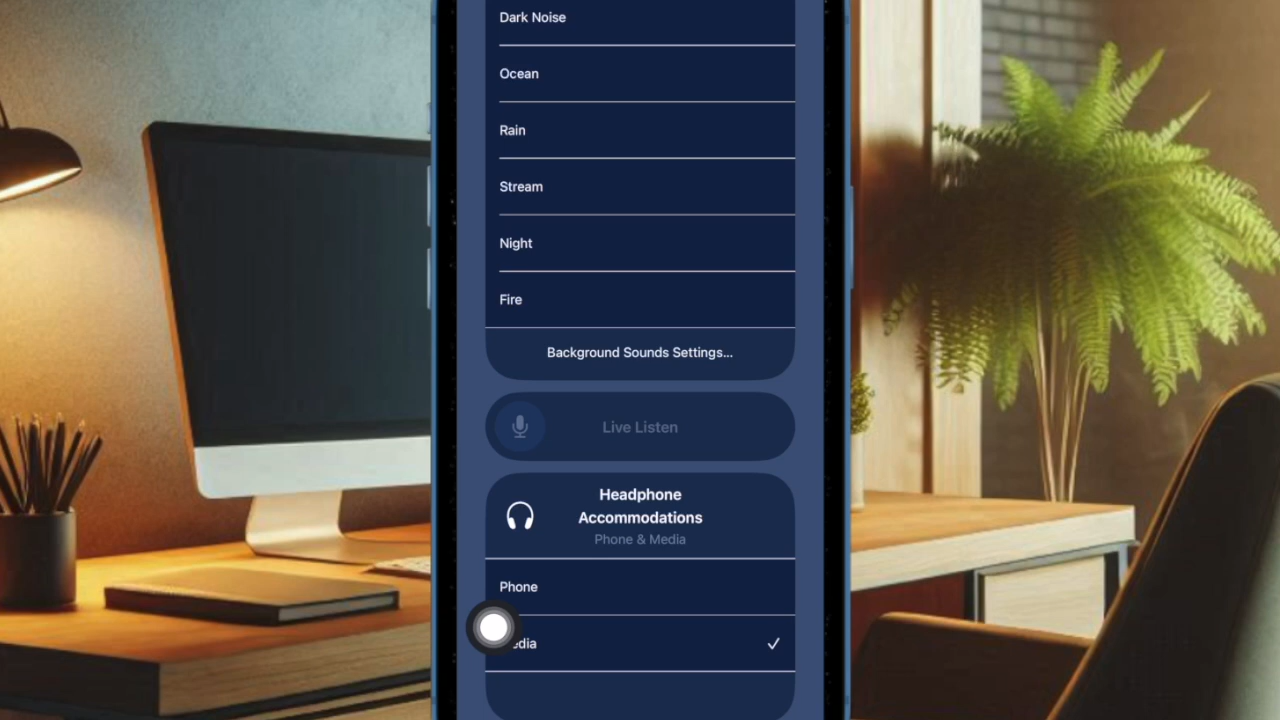 Dark Noise
Ocean
Rain
Stream
Night
Fire
Background Sounds Settings...
Live Listen
Headphone
Accommodations
Phone & Media
Phone